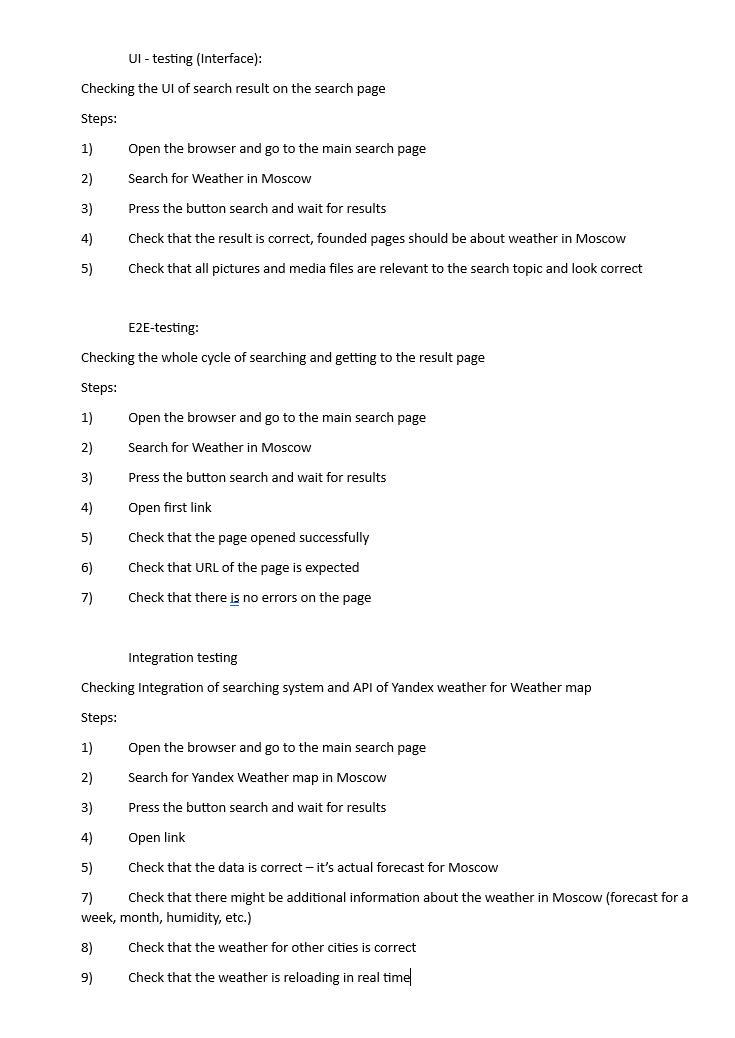 UI - testing (Interface):
Checking the UI of search result on the search page
Steps:
1) Open the browser and go to the main search page
2) Search for Weather in Moscow
3) Press the button search and wait for results
4) Check that the result is correct, founded pages should be about weather in Moscow
5) Check that all pictures and media files are relevant to the search topic and look correct
E2E-testing:
Checking the whole cycle of searching and getting to the result page
Steps:
1) Open the browser and go to the main search page
2) Search for Weather in Moscow
3) Press the button search and wait for results
4) Open first link
5) Check that the page opened successfully
6) Check that URL of the page is expected
7) Check that there is no errors on the page
Integration testing
Checking Integration of searching system and API of Yandex weather for Weather map
Steps:
1) Open the browser and go to the main search page
2) Search for Yandex Weather map in Moscow
3) Press the button search and wait for results
4) Open link
5) Check that the data is correct – it’s actual forecast for Moscow
7) Check that there might be additional information about the weather in Moscow (forecast for a
week, month, humidity, etc.)
8) Check that the weather for other cities is correct
9) Check that the weather is reloading in real time